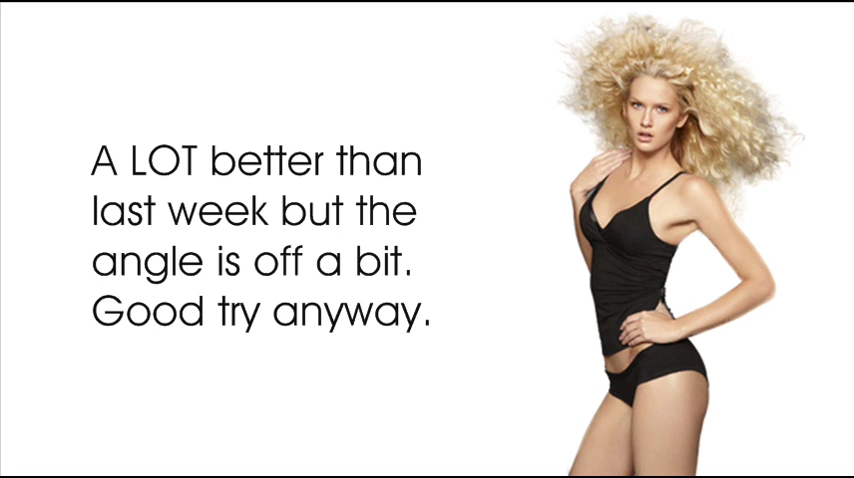 A LOT better than
last week but the
angle is off a bit.
Good try anyway.